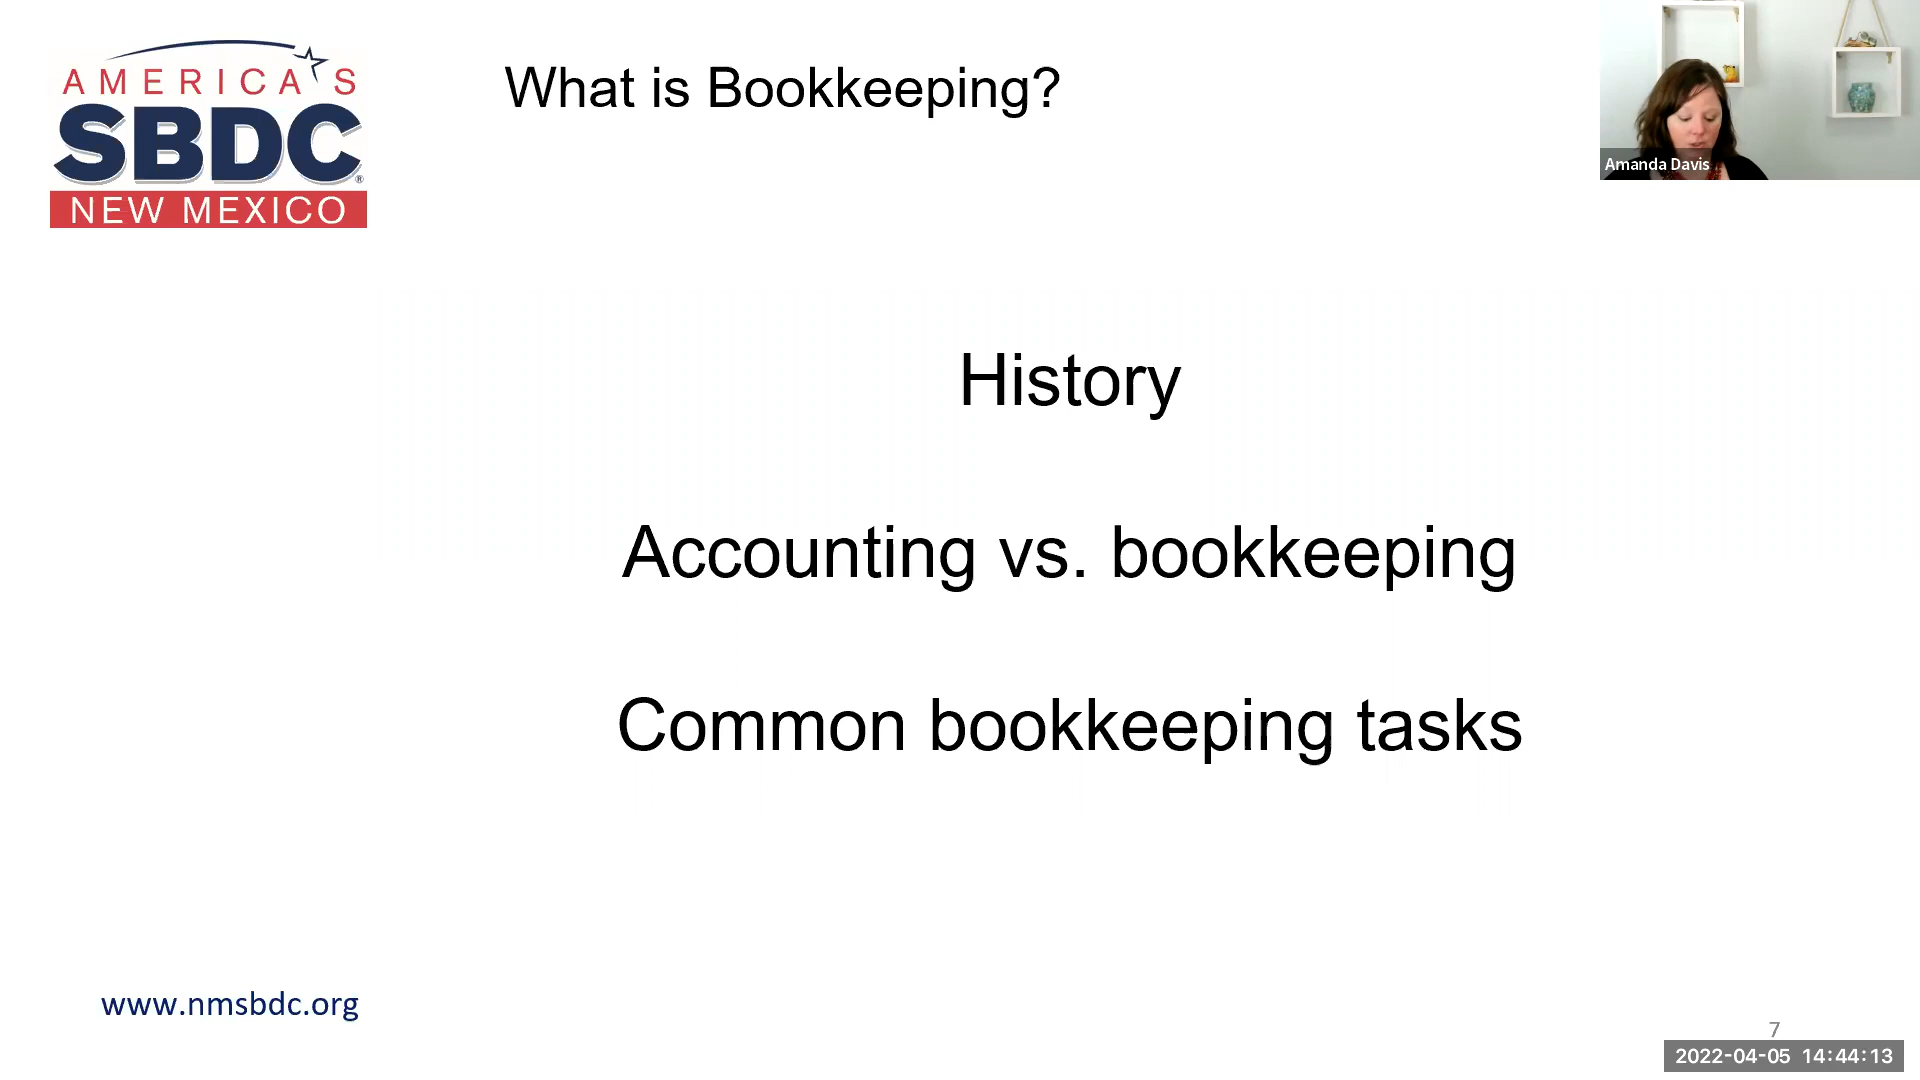 AMERICA'S
SBDC®
NEW MEXICO
What is Bookkeeping?
Amanda Davis
History
Accounting vs. bookkeeping
Common bookkeeping tasks
www.nmsbdc.org
7
2022-04-05 14:44:13